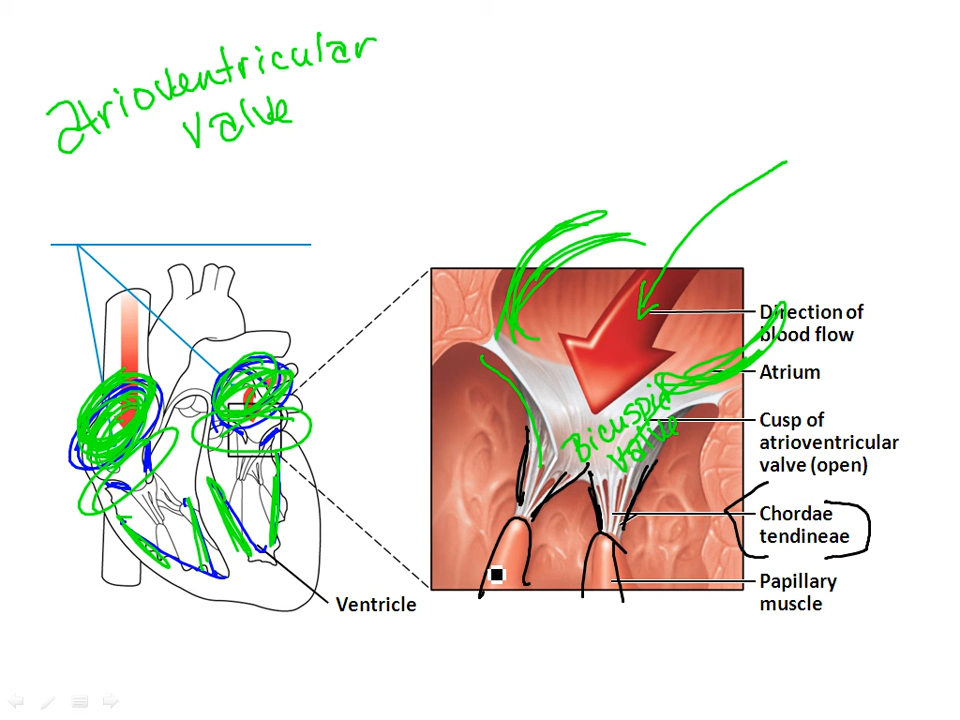 atrioventricular
valve
Direction of
blood flow
Atrium
Bicuspid
valve
Cusp of
atrioventricular
valve (open)
Chordae
tendineae
Papillary
muscle
Ventricle